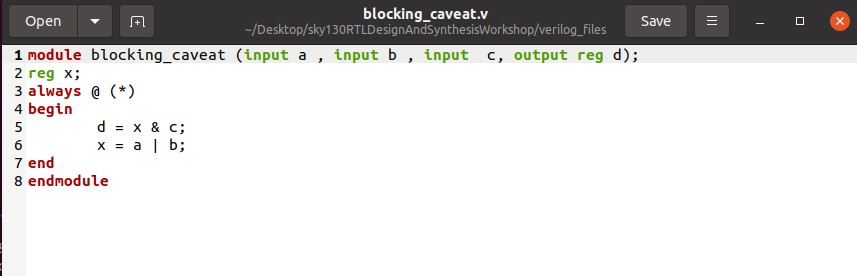 Open
blocking_caveat.v
~/Desktop/sky130RTLDesignAndSynthesisWorkshop/verilog_files
Save
1 module blocking_caveat (input a , input b , input  c, output reg d);
2 reg x;
3 always @ (*)
4 begin
5         d = x & c;
6         x = a | b;
7 end
8 endmodule